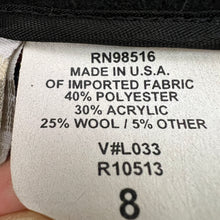 RN98516
MADE IN U.S.A.
OF IMPORTED FABRIC
40% POLYESTER
30% ACRYLIC
25% WOOL / 5% OTHER
V#L033
R10513
8